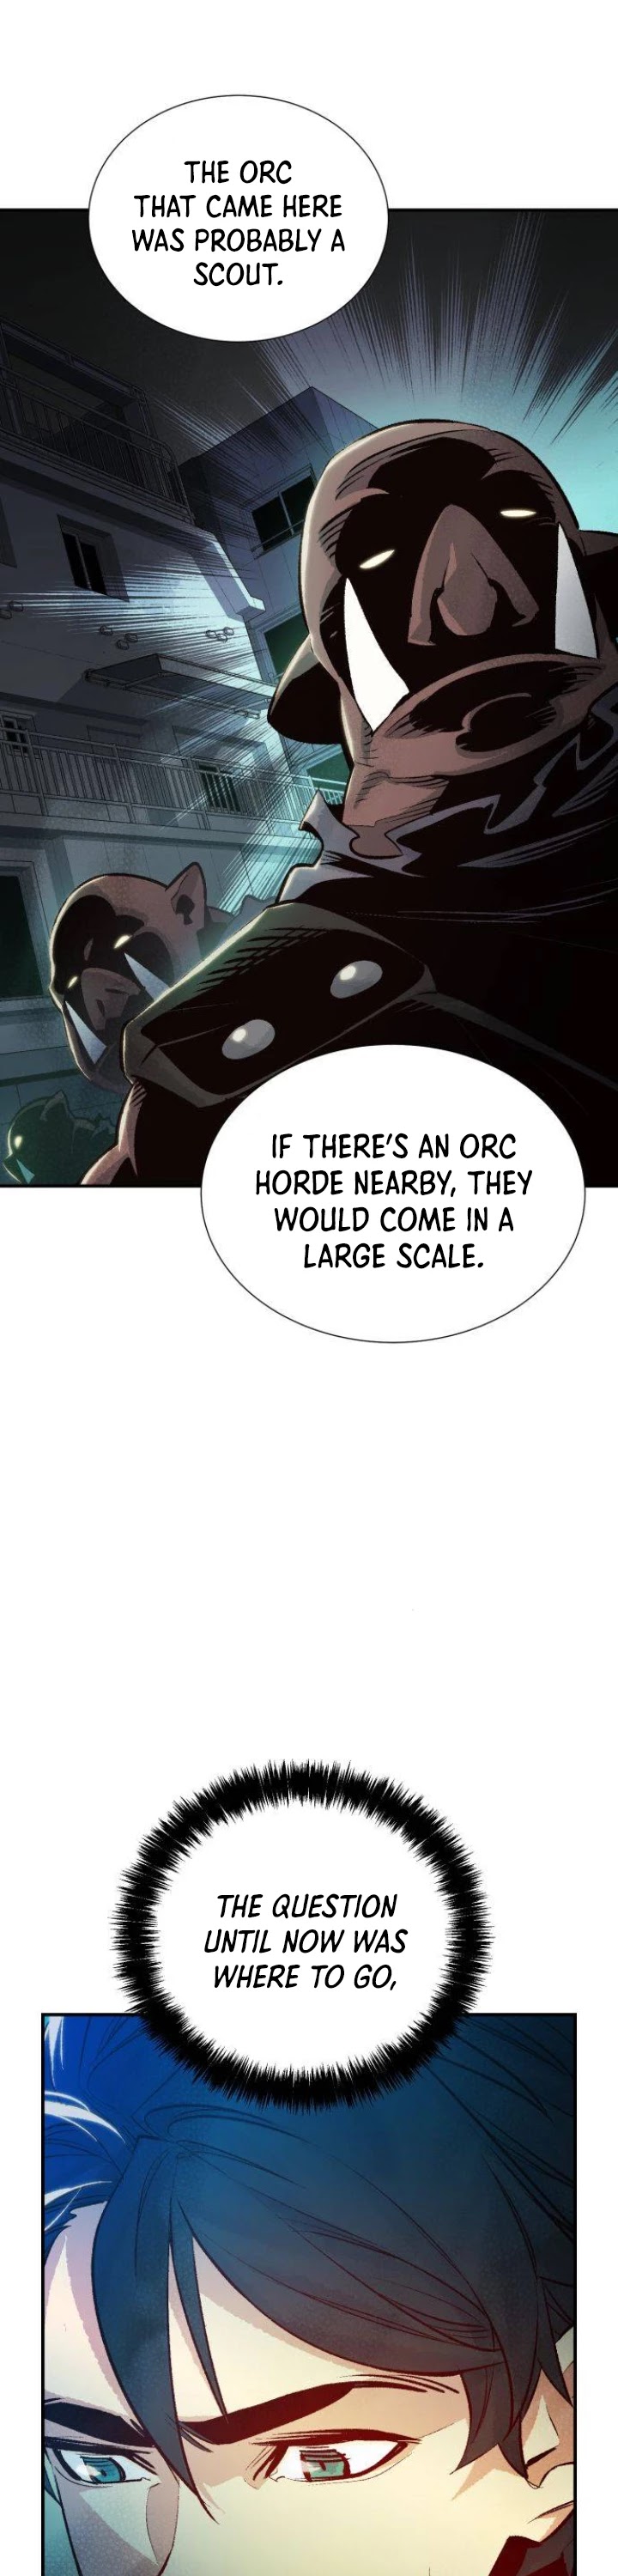 THE ORC
THAT CAME HERE
WAS PROBABLY A
SCOUT.
IF THERE'S AN ORC
HORDE NEARBY, THEY
WOULD COME IN A
LARGE SCALE.
THE QUESTION
UNTIL NOW WAS
WHERE TO GO,